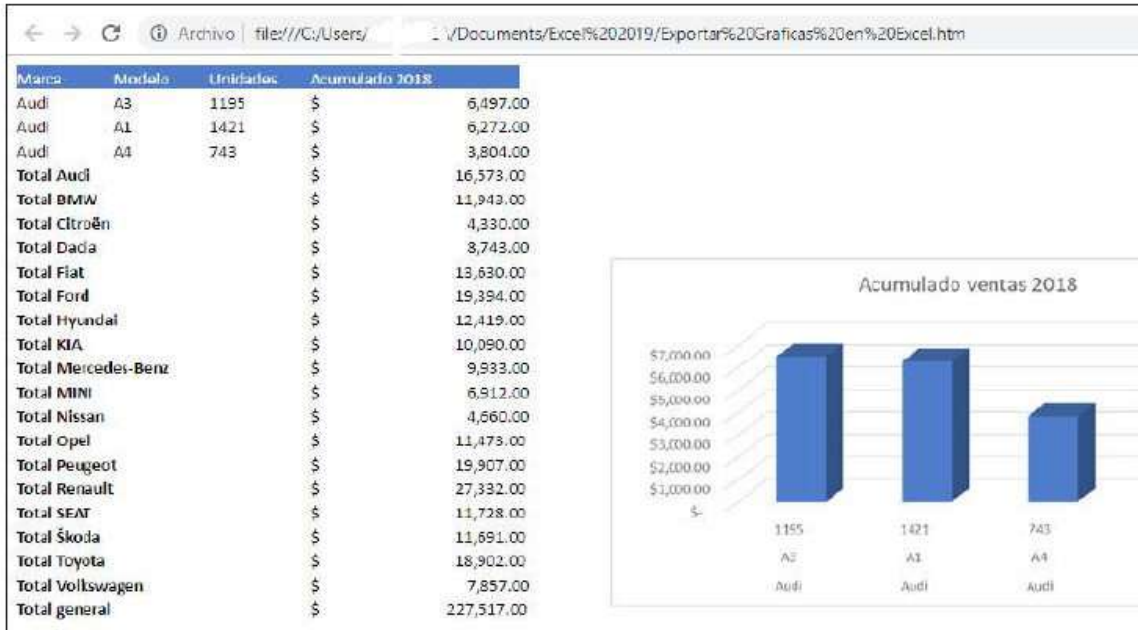 Archivo | file:///C:/Users/ \/Documents/Excel%202019/Exportar%20Graficas%20en%20Excel.htm
Marca Modelo Unidades Acumulado 2018
Audi A3 1195 $ 6,497.00
Audi A1 1421 $ 6,272.00
Audi A4 743 $ 3,804.00
Total Audi $ 16,573.00
Total BMW $ 11,943.00
Total Citroën $ 4,330.00
Total Dacia $ 8,743.00
Total Fiat $ 13,630.00
Total Ford $ 19,394.00
Total Hyundai $ 12,419.00
Total KIA $ 10,090.00
Total Mercedes-Benz $ 9,933.00
Total MINI $ 6,912.00
Total Nissan $ 4,660.00
Total Opel $ 11,473.00
Total Peugeot $ 19,907.00
Total Renault $ 27,332.00
Total SEAT $ 11,728.00
Total Škoda $ 11,691.00
Total Toyota $ 18,902.00
Total Volkswagen $ 7,857.00
Total general $ 227,517.00
Acumulado ventas 2018
$7,000.00
$6,000.00
$5,000.00
$4,000.00
$3,000.00
$2,000.00
$1,000.00
$-
1195 1421 743
A3 A1 A4
Audi Audi Audi